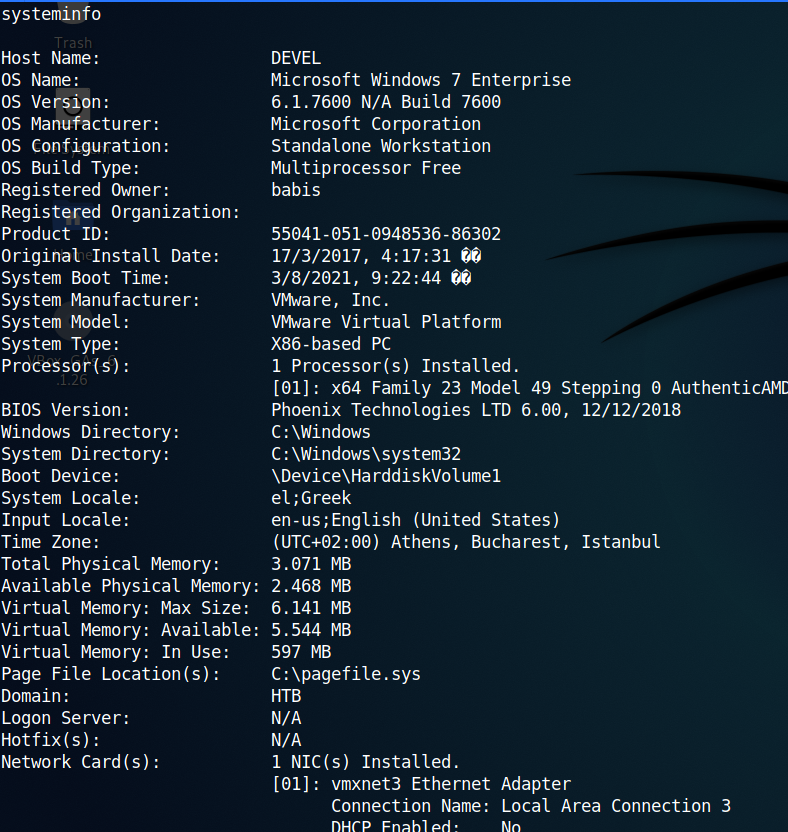 systeminfo
Trash
Host Name: DEVEL
OS Name: Microsoft Windows 7 Enterprise
OS Version: 6.1.7600 N/A Build 7600
OS Manufacturer: Microsoft Corporation
OS Configuration: Standalone Workstation
OS Build Type: Multiprocessor Free
Registered Owner: babis
Registered Organization:
Product ID: 55041-051-0948536-86302
Original Install Date: 17/3/2017, 4:17:31 ��
System Boot Time: 3/8/2021, 9:22:44 ��
System Manufacturer: VMware, Inc.
System Model: VMware Virtual Platform
System Type: X86-based PC
Processor(s): 1 Processor(s) Installed.
.1.26
[01]: x64 Family 23 Model 49 Stepping 0 AuthenticAMD
BIOS Version: Phoenix Technologies LTD 6.00, 12/12/2018
Windows Directory: C:\Windows
System Directory: C:\Windows\system32
Boot Device: \Device\HarddiskVolume1
System Locale: el;Greek
Input Locale: en-us;English (United States)
Time Zone: (UTC+02:00) Athens, Bucharest, Istanbul
Total Physical Memory: 3.071 MB
Available Physical Memory: 2.468 MB
Virtual Memory: Max Size: 6.141 MB
Virtual Memory: Available: 5.544 MB
Virtual Memory: In Use: 597 MB
Page File Location(s): C:\pagefile.sys
Domain: HTB
Logon Server: N/A
Hotfix(s): N/A
Network Card(s): 1 NIC(s) Installed.
[01]: vmxnet3 Ethernet Adapter
Connection Name: Local Area Connection 3
DHCP Enabled: No